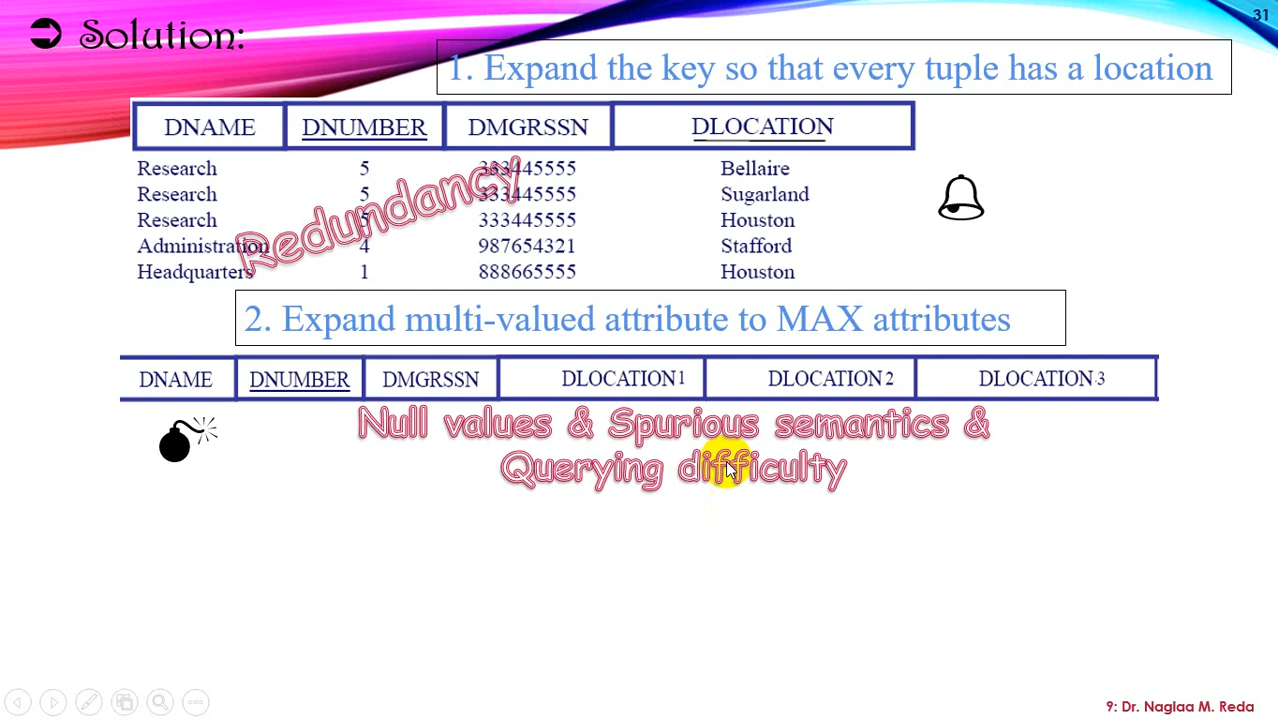 31
➲ Solution:
1. Expand the key so that every tuple has a location
DNAME DNUMBER DMGRSSN DLOCATION
Research 5 333445555 Bellaire
Research 5 333445555 Sugarland
Research 5 333445555 Houston
Administration 4 987654321 Stafford
Headquarters 1 888665555 Houston
Redundancy
2. Expand multi-valued attribute to MAX attributes
DNAME DNUMBER DMGRSSN DLOCATION1 DLOCATION2 DLOCATION3
Null values & Spurious semantics &
Querying difficulty
9: Dr. Naglaa M. Reda